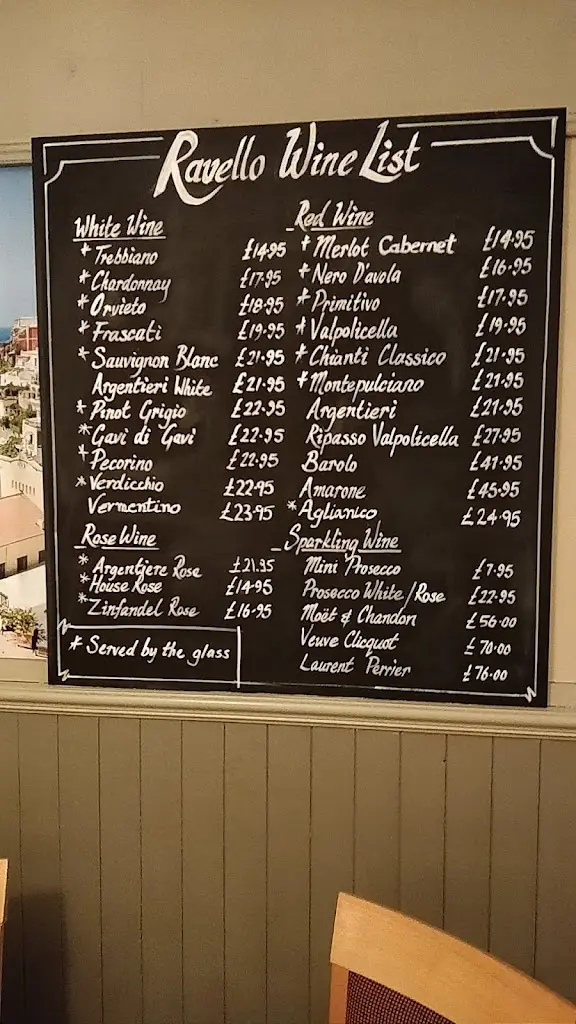 Ravello Wine List
White Wine
* Trebbiano £14.95
* Chardonnay £17.95
* Orvieto £18.95
* Frascati £19.95
* Sauvignon Blanc £21.95
Argentieri White £21.95
* Pinot Grigio £22.95
* Gavi di Gavi £22.95
* Pecorino £22.95
* Verdicchio £22.95
Vermentino £23.95
Rose Wine
* Argentiere Rose £21.95
* House Rose £14.95
* Zinfandel Rose £16.95
* Served by the glass
Red Wine
* Merlot Cabernet £14.95
* Nero D'avola £16.95
* Primitivo £17.95
* Valpolicella £19.95
* Chianti Classico £21.95
* Montepulciano £21.95
Argentieri £21.95
Ripasso Valpolicella £27.95
Barolo £41.95
Amarone £45.95
* Aglianico £24.95
Sparkling Wine
Mini Prosecco £7.95
Prosecco White/Rose £22.95
Moët & Chandon £56.00
Veuve Clicquot £70.00
Laurent Perrier £76.00